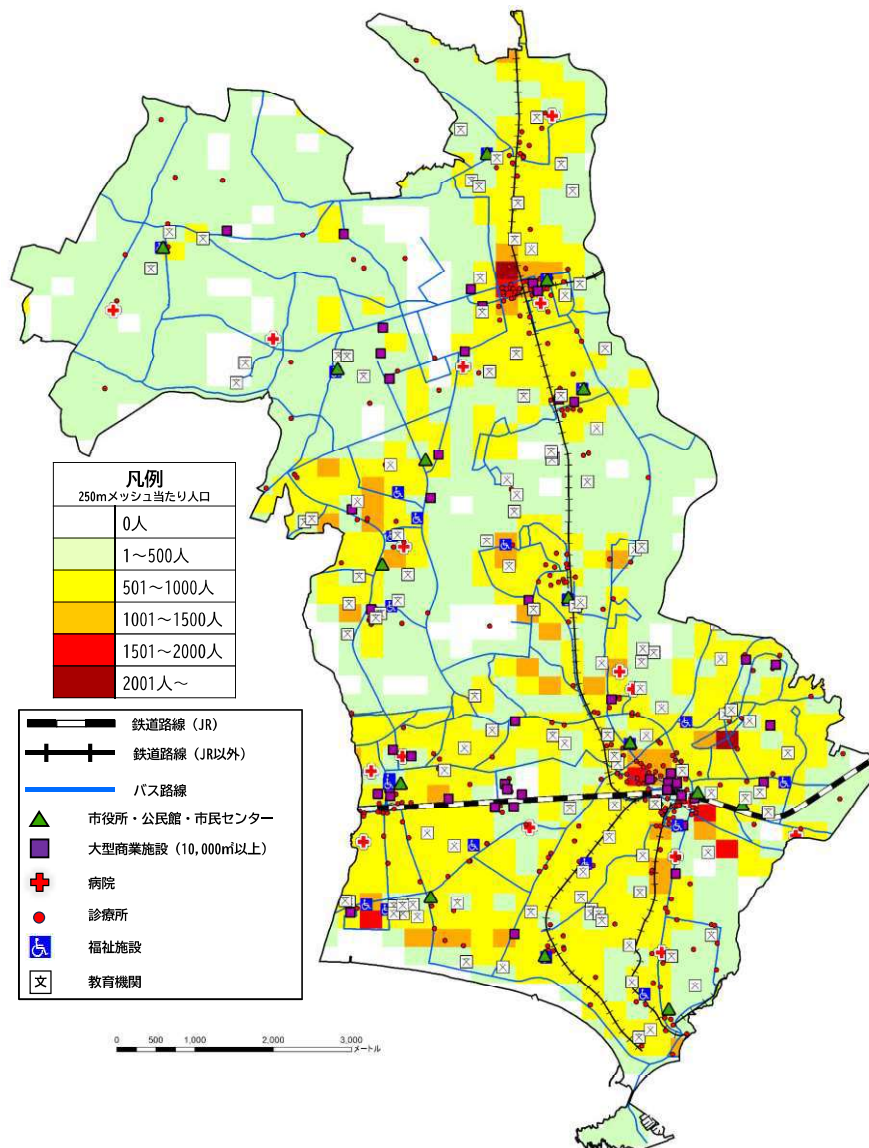 凡例
250mメッシュ当たり人口
0人
1～500人
501～1000人
1001～1500人
1501～2000人
2001人～
鉄道路線（JR）
鉄道路線（JR以外）
バス路線
市役所・公民館・市民センター
大型商業施設（10,000㎡以上）
病院
診療所
福祉施設
文 教育機関
0 500 1,000 2,000 3,000
メートル